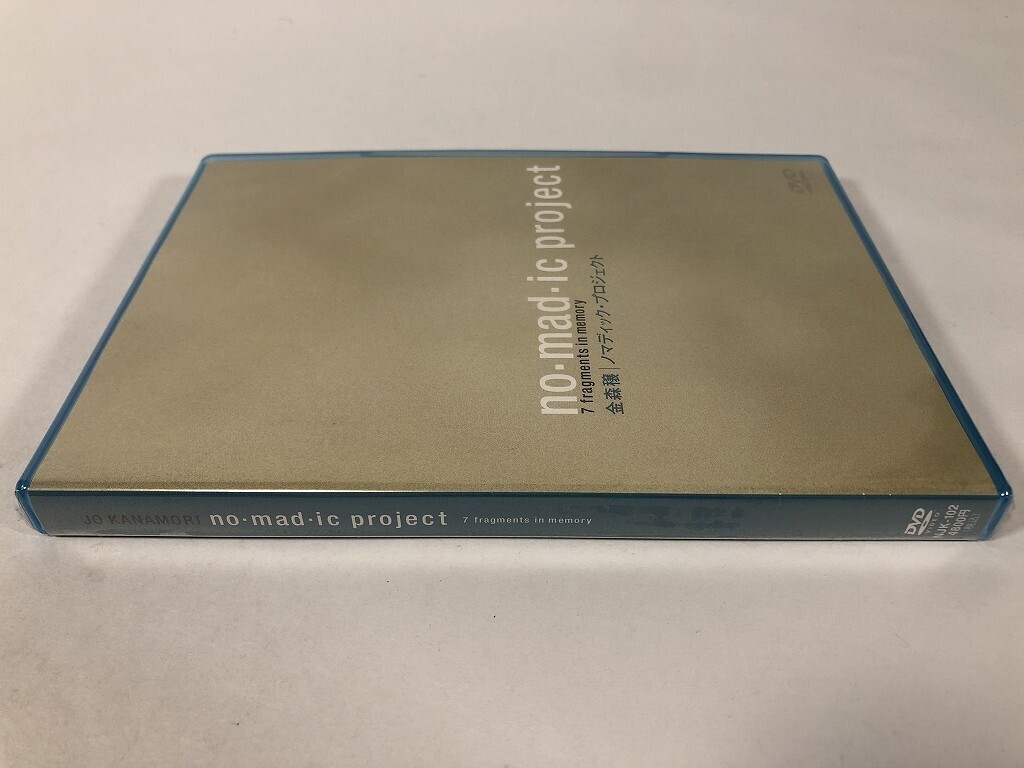 no·mad·ic project
7 fragments in memory
金森穣│ノマディック・プロジェクト
DVD
JO KANAMORI no·mad·ic project 7 fragments in memory
DVD
NJK-102
4800円